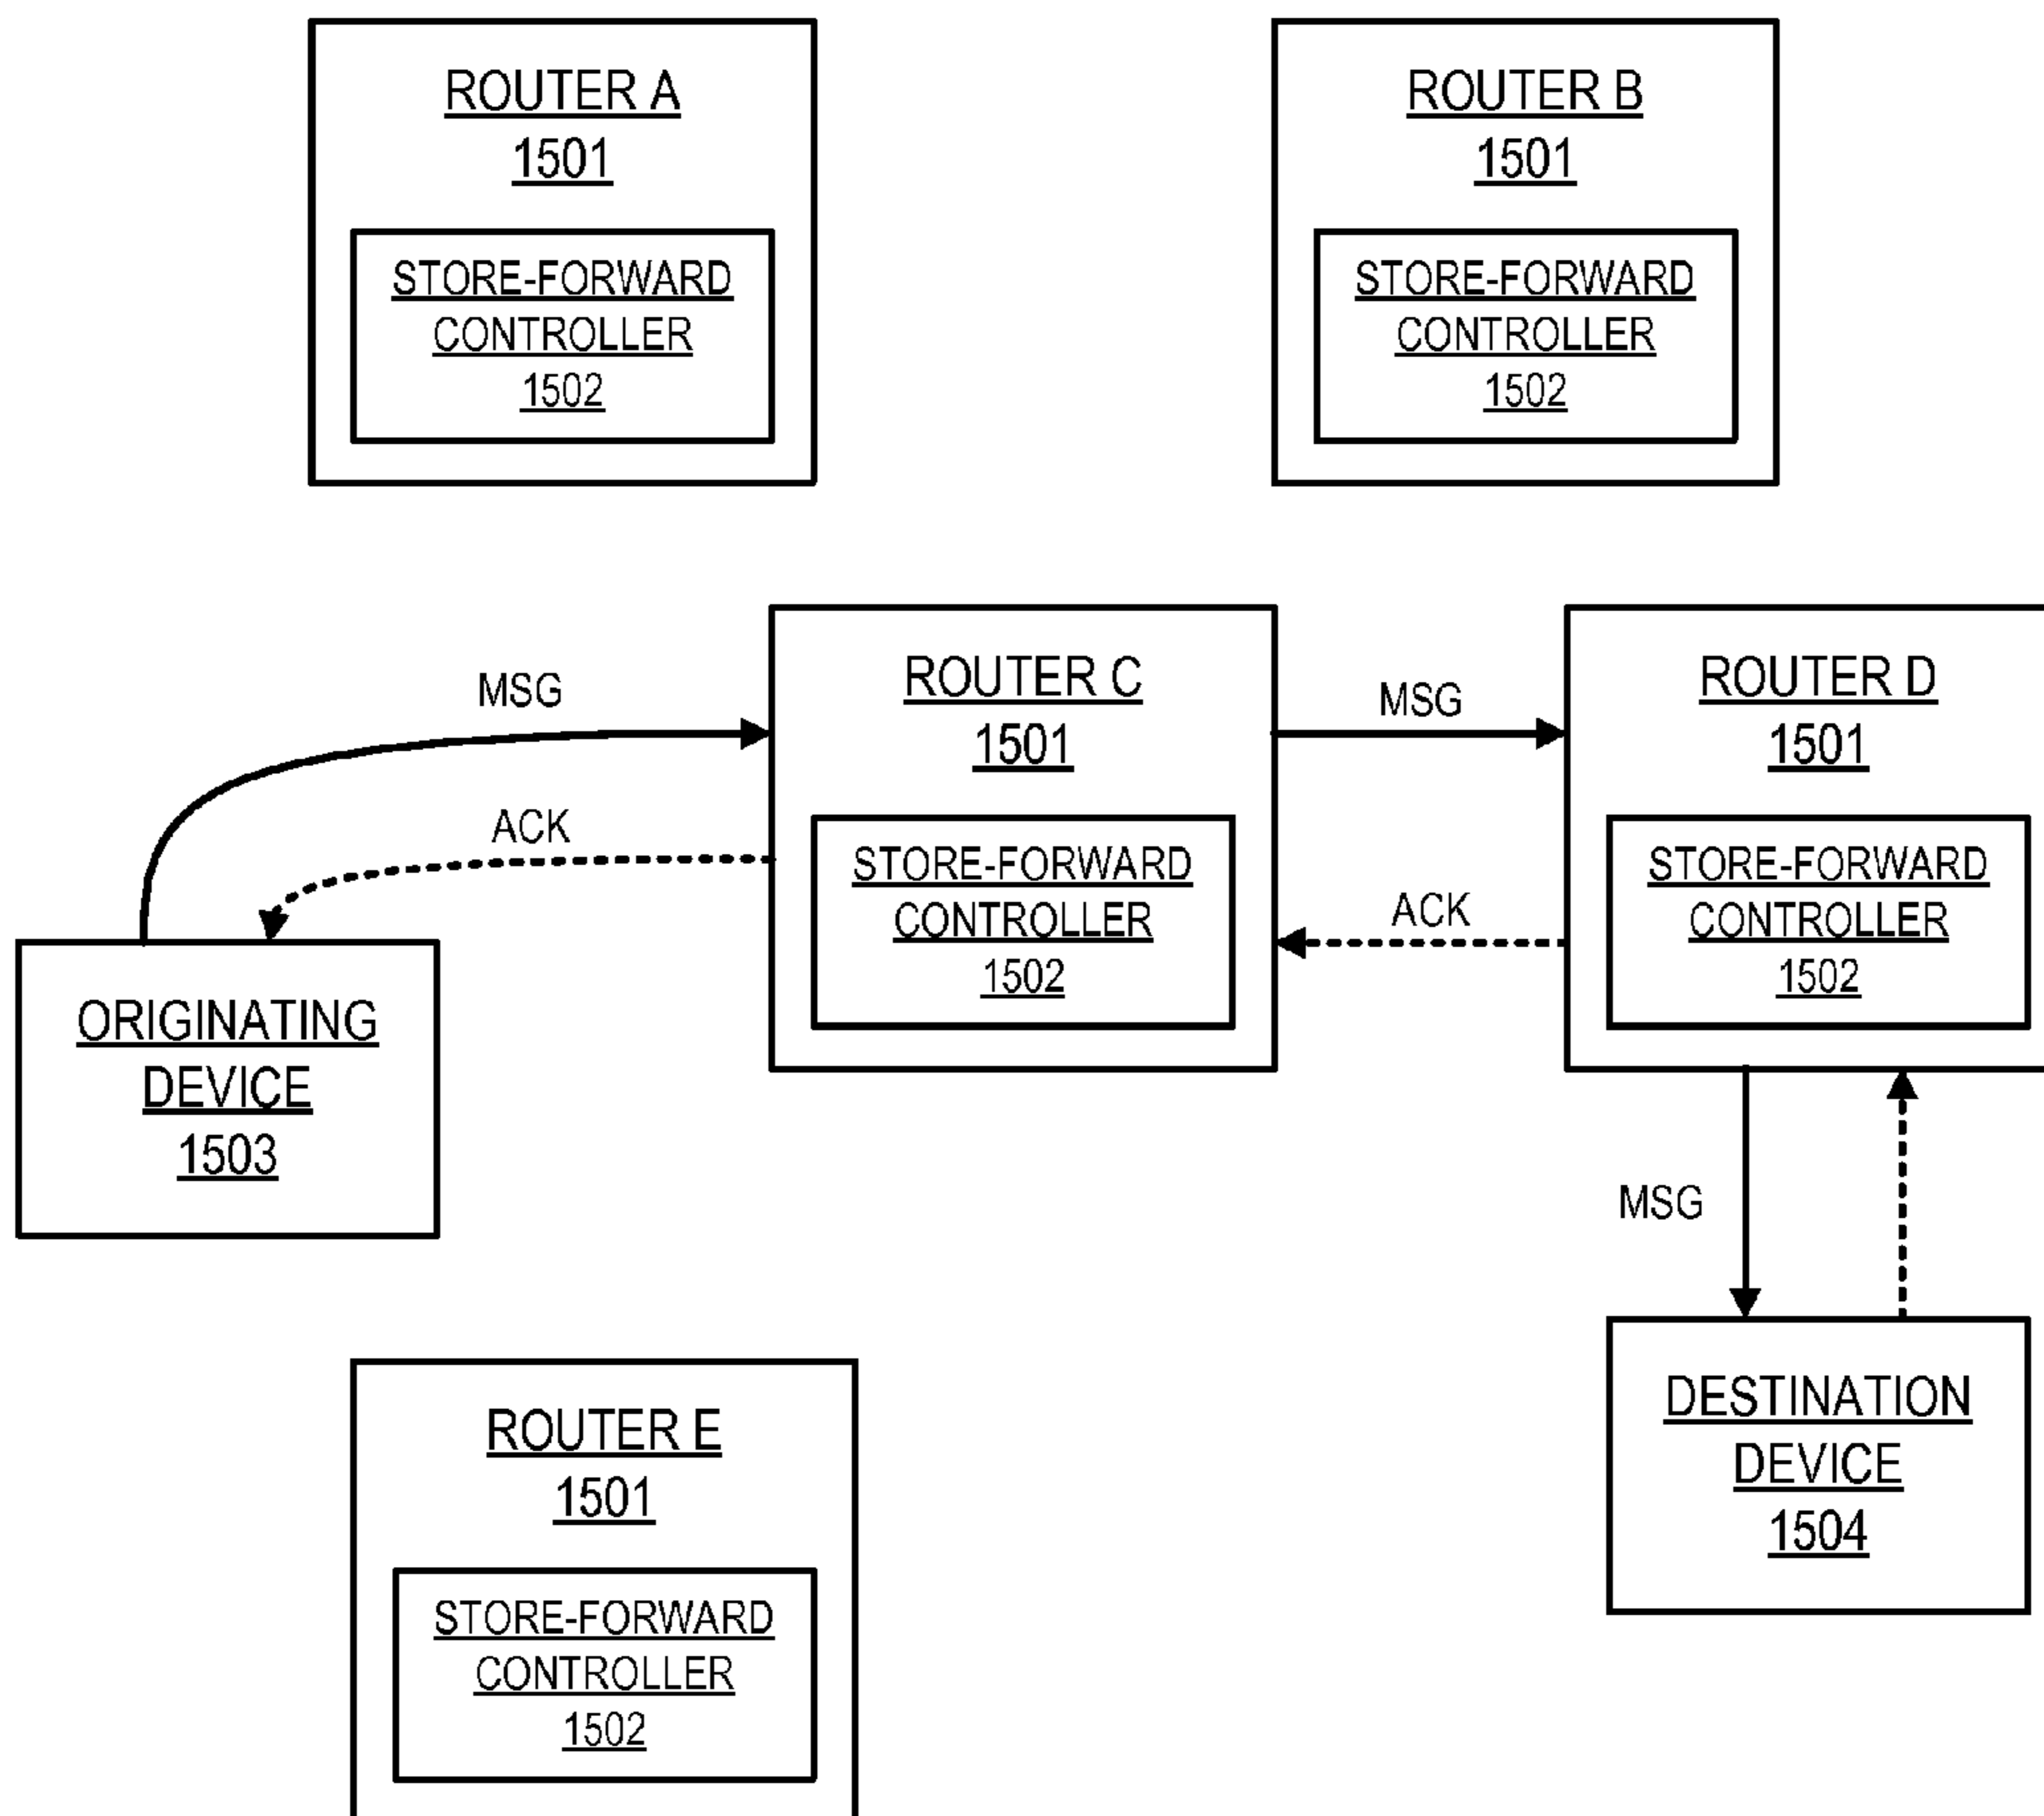 ROUTER A
1501
STORE-FORWARD
CONTROLLER
1502
ROUTER B
1501
STORE-FORWARD
CONTROLLER
1502
MSG
ACK
ROUTER C
1501
STORE-FORWARD
CONTROLLER
1502
MSG
ACK
ROUTER D
1501
STORE-FORWARD
CONTROLLER
1502
ORIGINATING
DEVICE
1503
MSG
ROUTER E
1501
STORE-FORWARD
CONTROLLER
1502
DESTINATION
DEVICE
1504